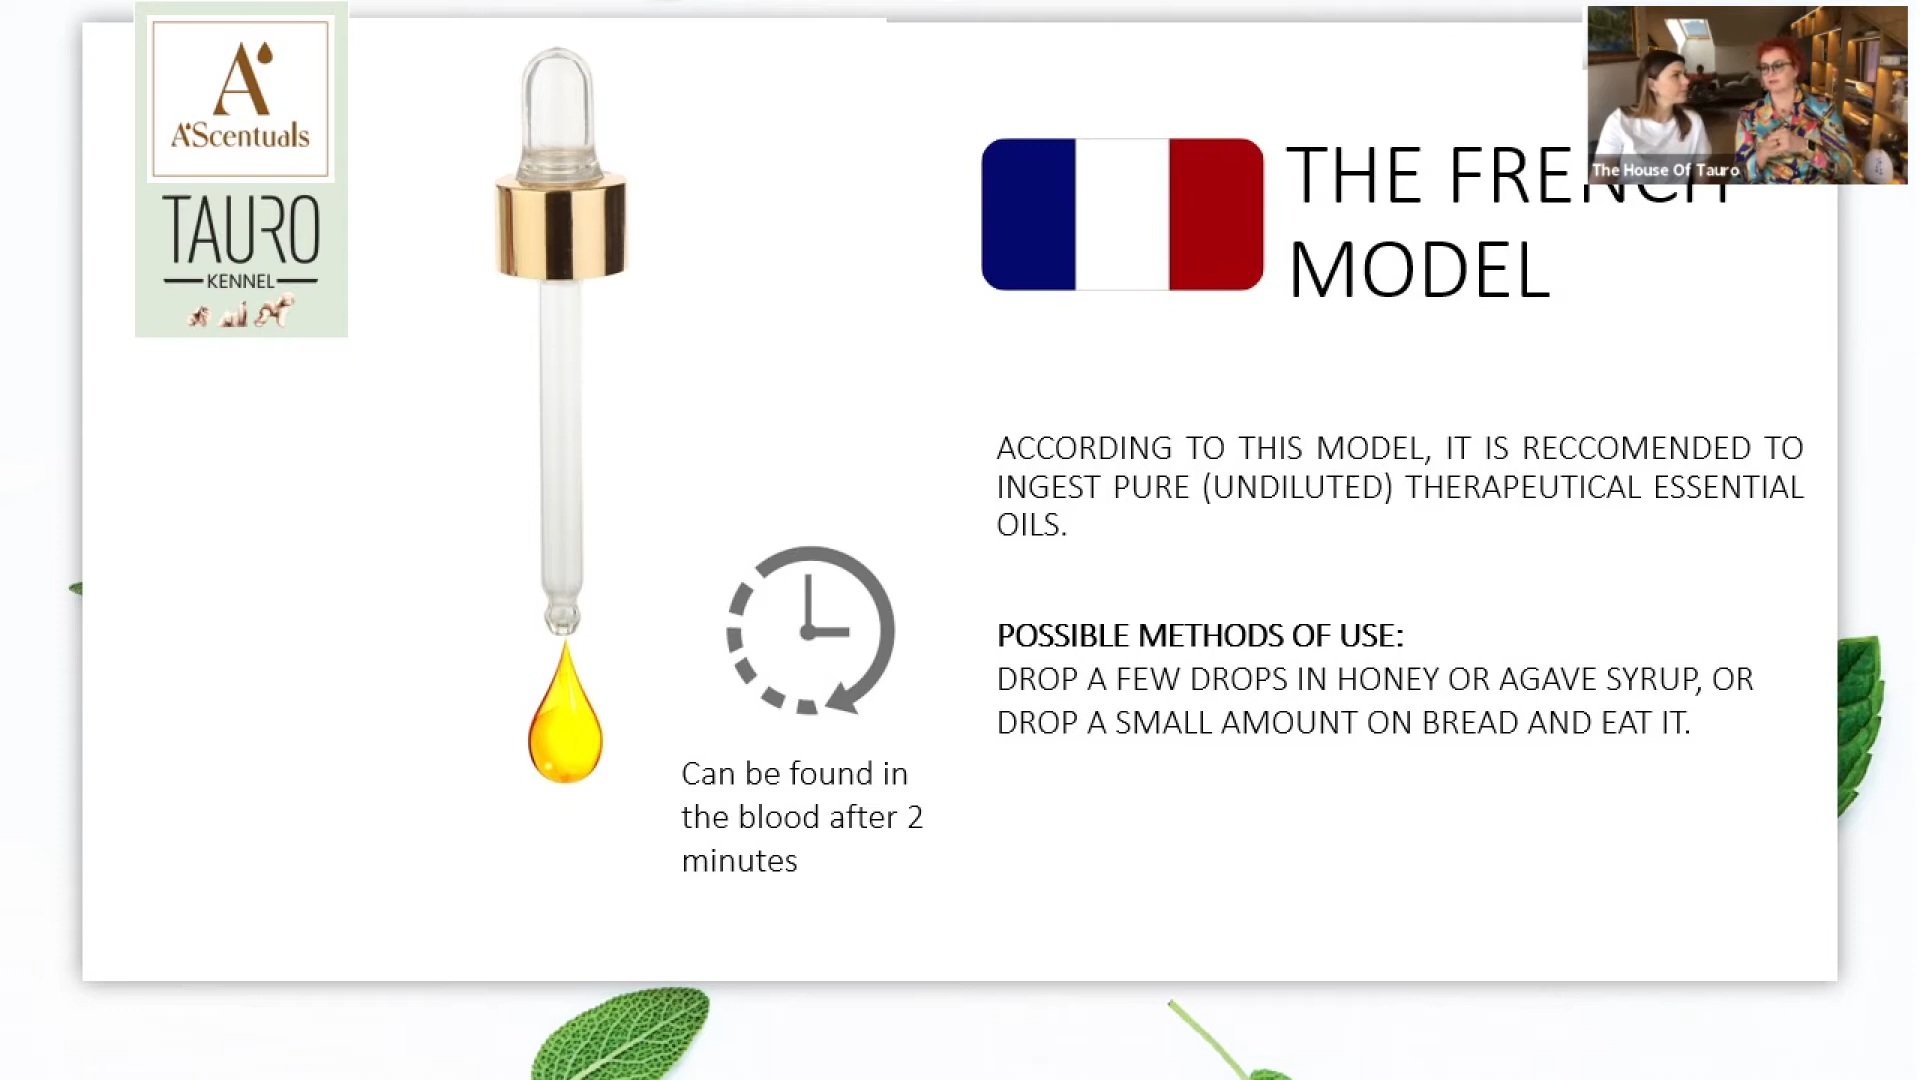 A
A'Scentuals
TAURO
KENNEL
THE FRENCH
MODEL
The House Of Tauro
ACCORDING TO THIS MODEL, IT IS RECCOMENDED TO
INGEST PURE (UNDILUTED) THERAPEUTICAL ESSENTIAL
OILS.
POSSIBLE METHODS OF USE:
DROP A FEW DROPS IN HONEY OR AGAVE SYRUP, OR
DROP A SMALL AMOUNT ON BREAD AND EAT IT.
Can be found in
the blood after 2
minutes